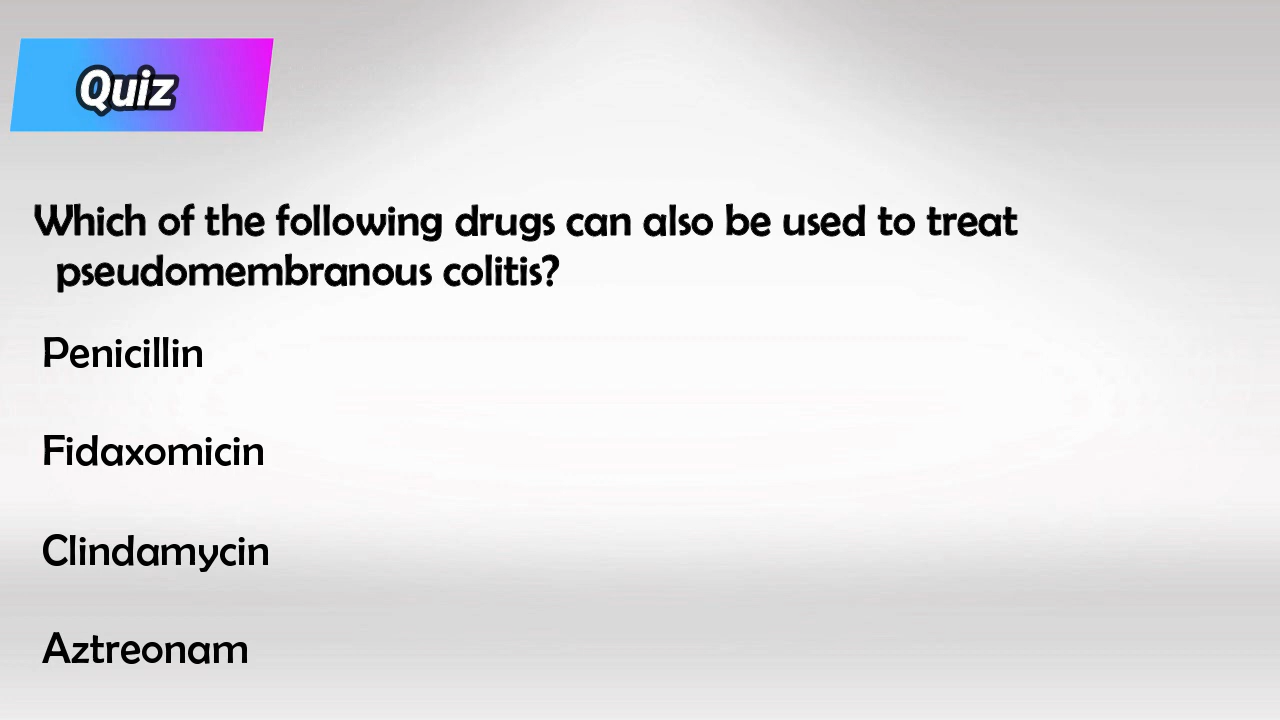 Quiz
Which of the following drugs can also be used to treat
pseudomembranous colitis?
Penicillin
Fidaxomicin
Clindamycin
Aztreonam